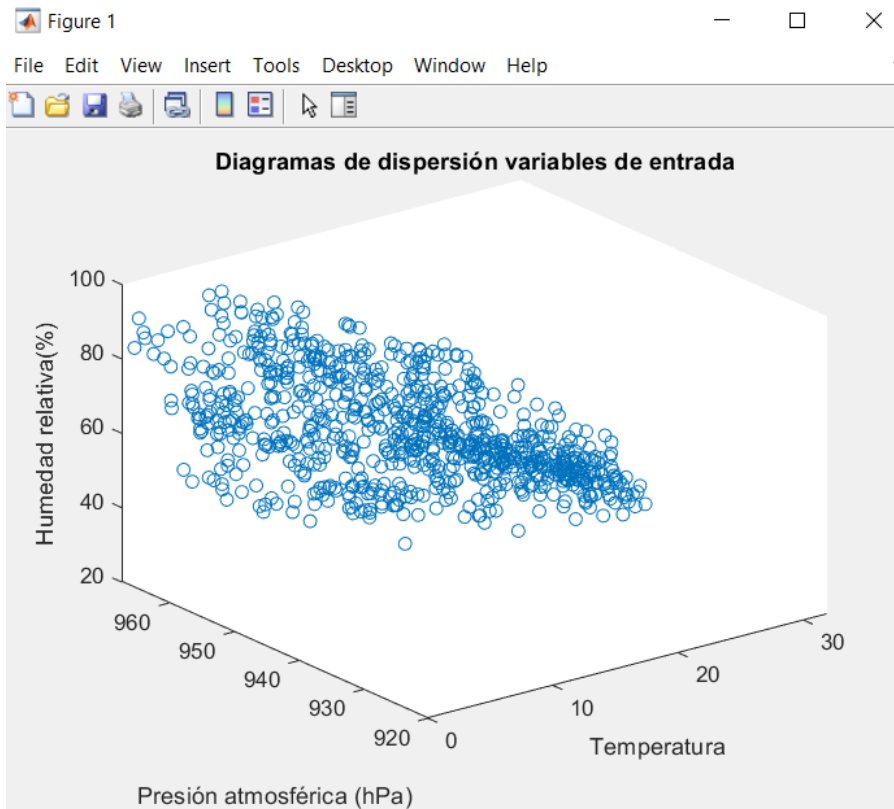 Figure 1
File Edit View Insert Tools Desktop Window Help
Diagramas de dispersión variables de entrada
100
80
60
40
20
Humedad relativa(%)
960
950
940
930
920
Presión atmosférica (hPa)
0
10
20
30
Temperatura